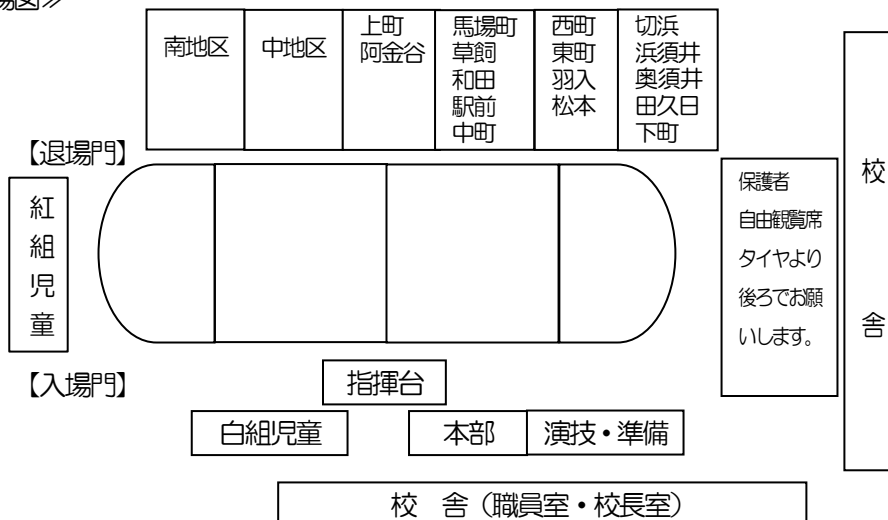 場図≫
南地区
中地区
上町
阿金谷
馬場町
草飼
和田
駅前
中町
西町
東町
羽入
松本
切浜
浜須井
奥須井
田久日
下町
【退場門】
紅組児童
保護者
自由観覧席
タイヤより
後ろでお願
いします。
校舎
【入場門】
指揮台
白組児童
本部
演技・準備
校 舎（職員室・校長室）